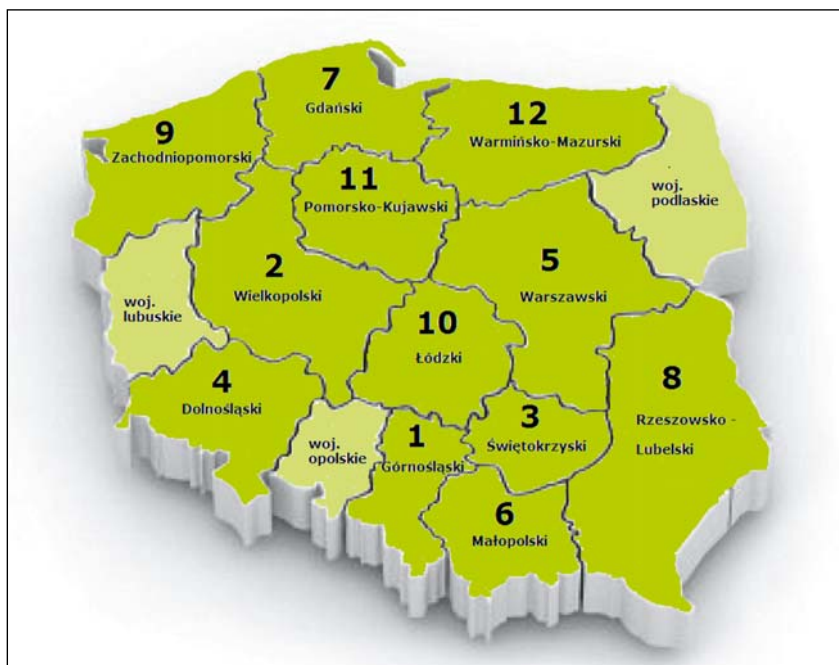 7
Gdański
12
Warmińsko-Mazurski
9
Zachodniopomorski
11
Pomorsko-Kujawski
woj.
podlaskie
2
Wielkopolski
5
Warszawski
woj.
lubuskie
10
Łódzki
4
Dolnośląski
8
Rzeszowsko -
Lubelski
woj.
opolskie
1
Górnośląski
3
Świętokrzyski
6
Małopolski